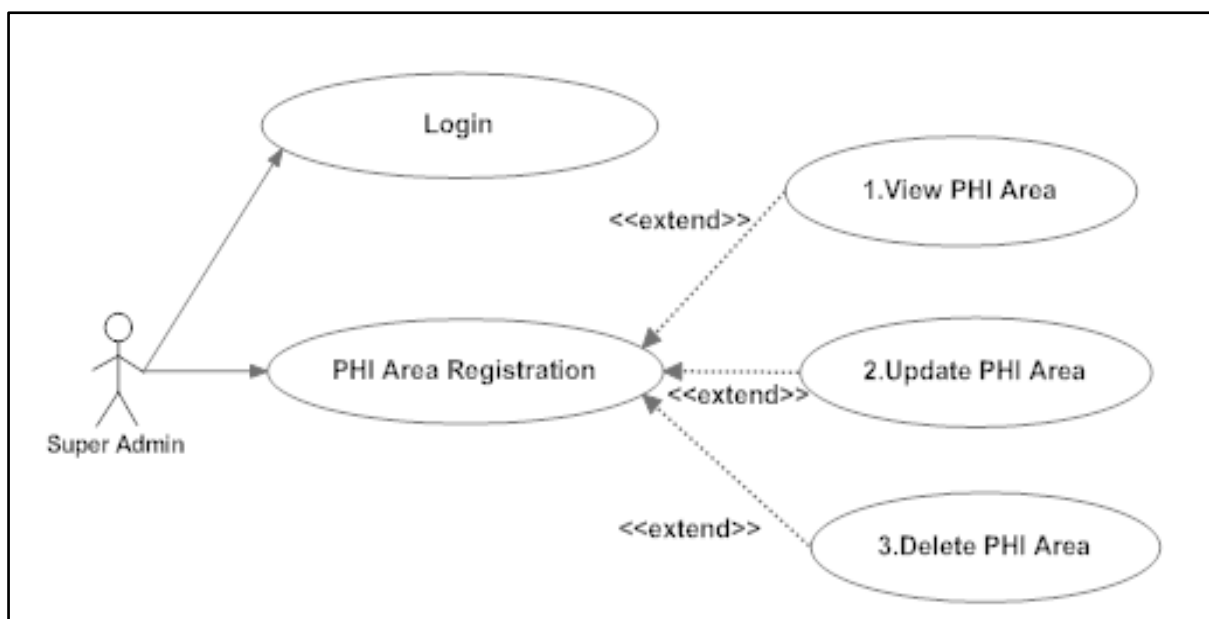 Login
1.View PHI Area
<<extend>>
PHI Area Registration
2.Update PHI Area
<<extend>>
Super Admin
<<extend>>
3.Delete PHI Area